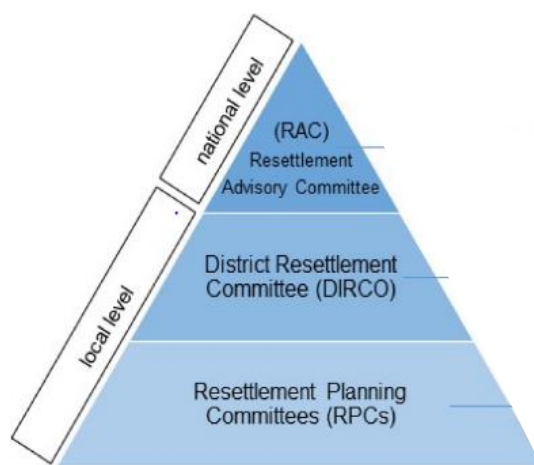 national level
(RAC)
Resettlement
Advisory Committee
local level
District Resettlement
Committee (DIRCO)
Resettlement Planning
Committees (RPCs)